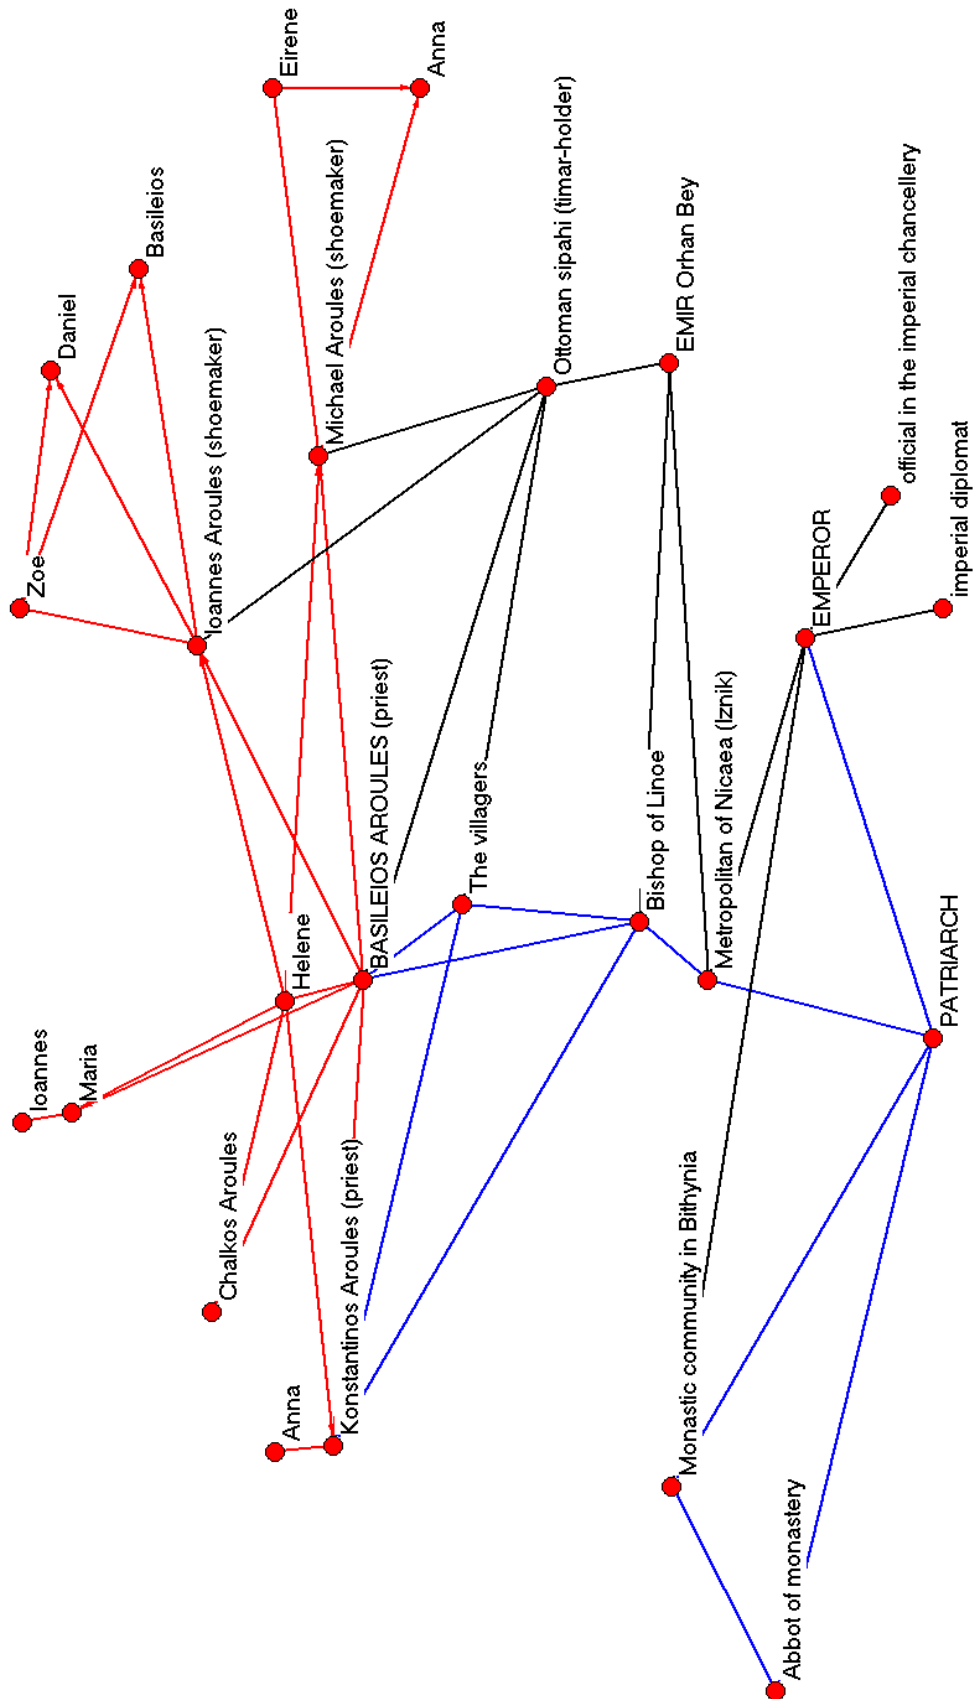 Ioannes
Maria
Zoe
Daniel
Basileios
Chalkos Aroules
Ioannes Aroules (shoemaker)
Anna
Helene
Eirene
Konstantinos Aroules (priest)
BASILEIOS AROULES (priest)
Michael Aroules (shoemaker)
Anna
The villagers
Ottoman sipahi (timar-holder)
Bishop of Linoe
EMIR Orhan Bey
Monastic community in Bithynia
Metropolitan of Nicaea (Iznik)
Abbot of monastery
EMPEROR
official in the imperial chancellery
PATRIARCH
imperial diplomat